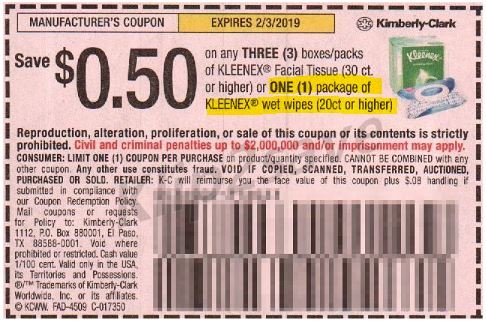 MANUFACTURER'S COUPON
EXPIRES 2/3/2019
Kimberly-Clark
Save $0.50
on any THREE (3) boxes/packs
of KLEENEX® Facial Tissue (30 ct.
or higher) or ONE (1) package of
KLEENEX® wet wipes (20ct or higher)
Kleenex
Reproduction, alteration, proliferation, or sale of this coupon or its contents is strictly
prohibited. Civil and criminal penalties up to $2,000,000 and/or imprisonment may apply.
CONSUMER: LIMIT ONE (1) COUPON PER PURCHASE on product/quantity specified. CANNOT BE COMBINED with any
other coupon. Any other use constitutes fraud. VOID IF COPIED, SCANNED, TRANSFERRED, AUCTIONED,
PURCHASED OR SOLD. RETAILER: K-C will reimburse you the face value of this coupon plus $.08 handling if
submitted in compliance with
our Coupon Redemption Policy.
Mail coupons or requests
for Policy to: Kimberly-Clark
1112, P.O. Box 880001, El Paso,
TX 88588-0001. Void where
prohibited or restricted. Cash value
1/100 cent. Valid only in the USA,
its Territories and Possessions.
®/™ Trademarks of Kimberly-Clark
Worldwide, Inc. or its affiliates.
© KCWW. FAD-4509 C-017350